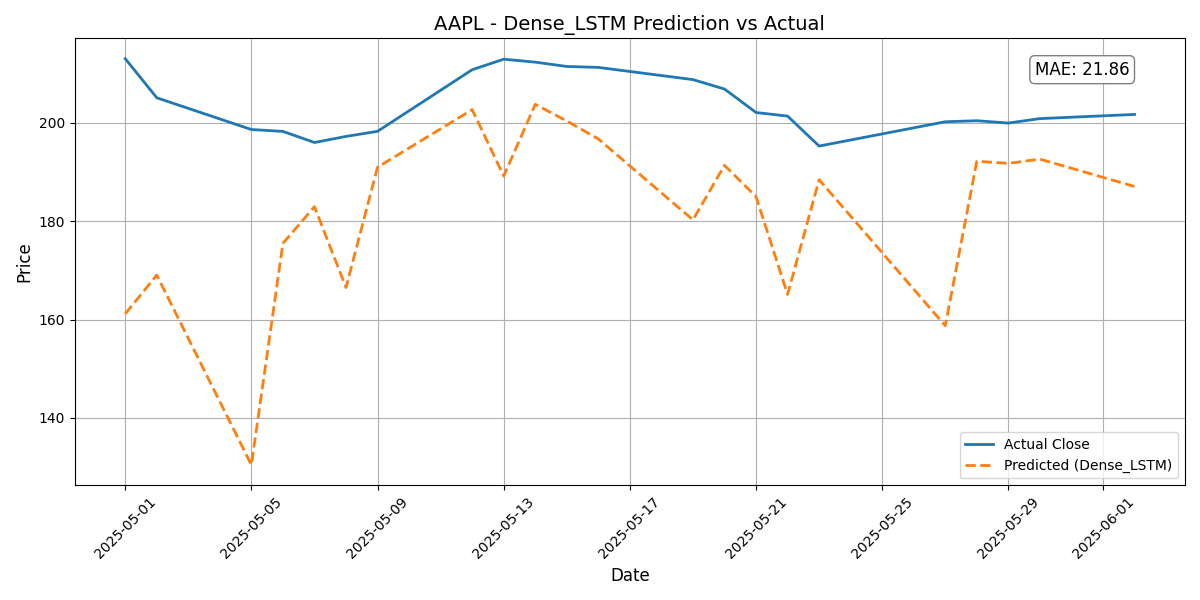 AAPL - Dense_LSTM Prediction vs Actual
MAE: 21.86
Price
200
180
160
140
Actual Close
Predicted (Dense_LSTM)
2025-05-01
2025-05-05
2025-05-09
2025-05-13
2025-05-17
2025-05-21
2025-05-25
2025-05-29
2025-06-01
Date